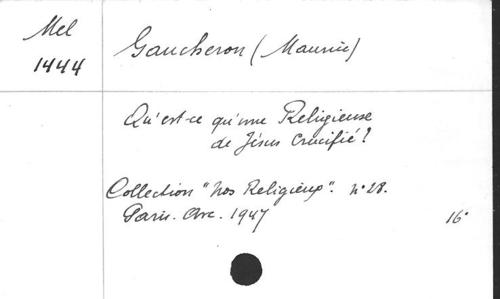 Mel
1444
Gaucheron (Maurice)
Qu'est-ce qu'une Religieuse
de Jésus Crucifié?
Collection "Nos Religieux". n°28.
Paris. Arc. 1947
16°